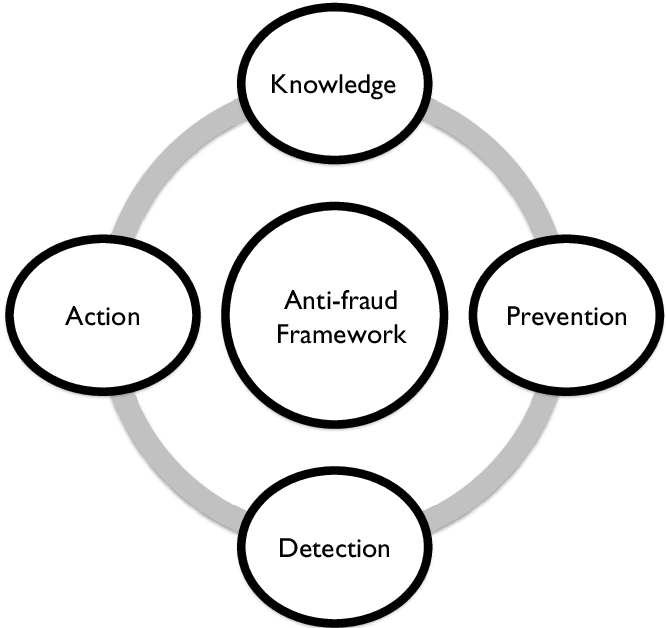 Knowledge
Action
Anti-fraud
Framework
Prevention
Detection